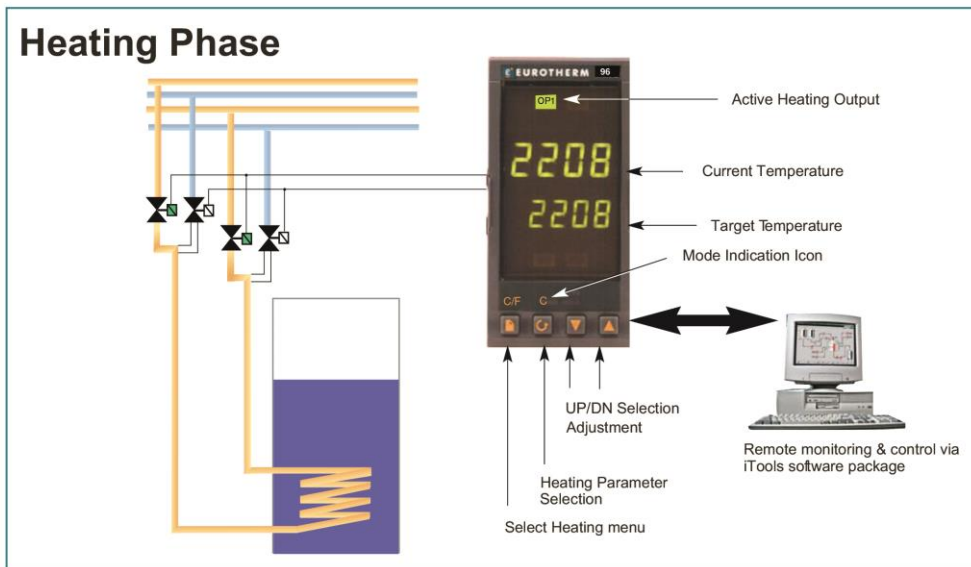 Heating Phase
EUROTHERM 96
OP1
Active Heating Output
2208
Current Temperature
2208
Target Temperature
Mode Indication Icon
C/F C
UP/DN Selection
Adjustment
Heating Parameter
Selection
Select Heating menu
Remote monitoring & control via
iTools software package